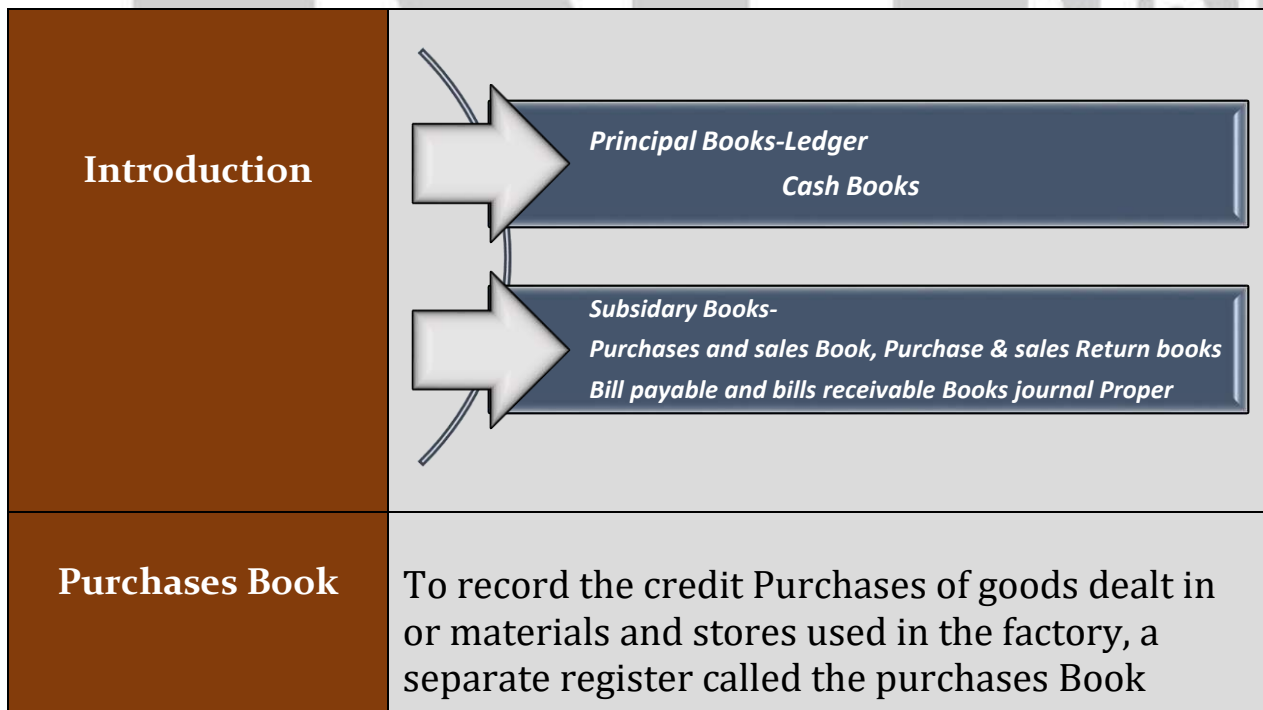 Introduction
Principal Books-Ledger
Cash Books
Subsidary Books-
Purchases and sales Book, Purchase & sales Return books
Bill payable and bills receivable Books journal Proper
Purchases Book
To record the credit Purchases of goods dealt in
or materials and stores used in the factory, a
separate register called the purchases Book